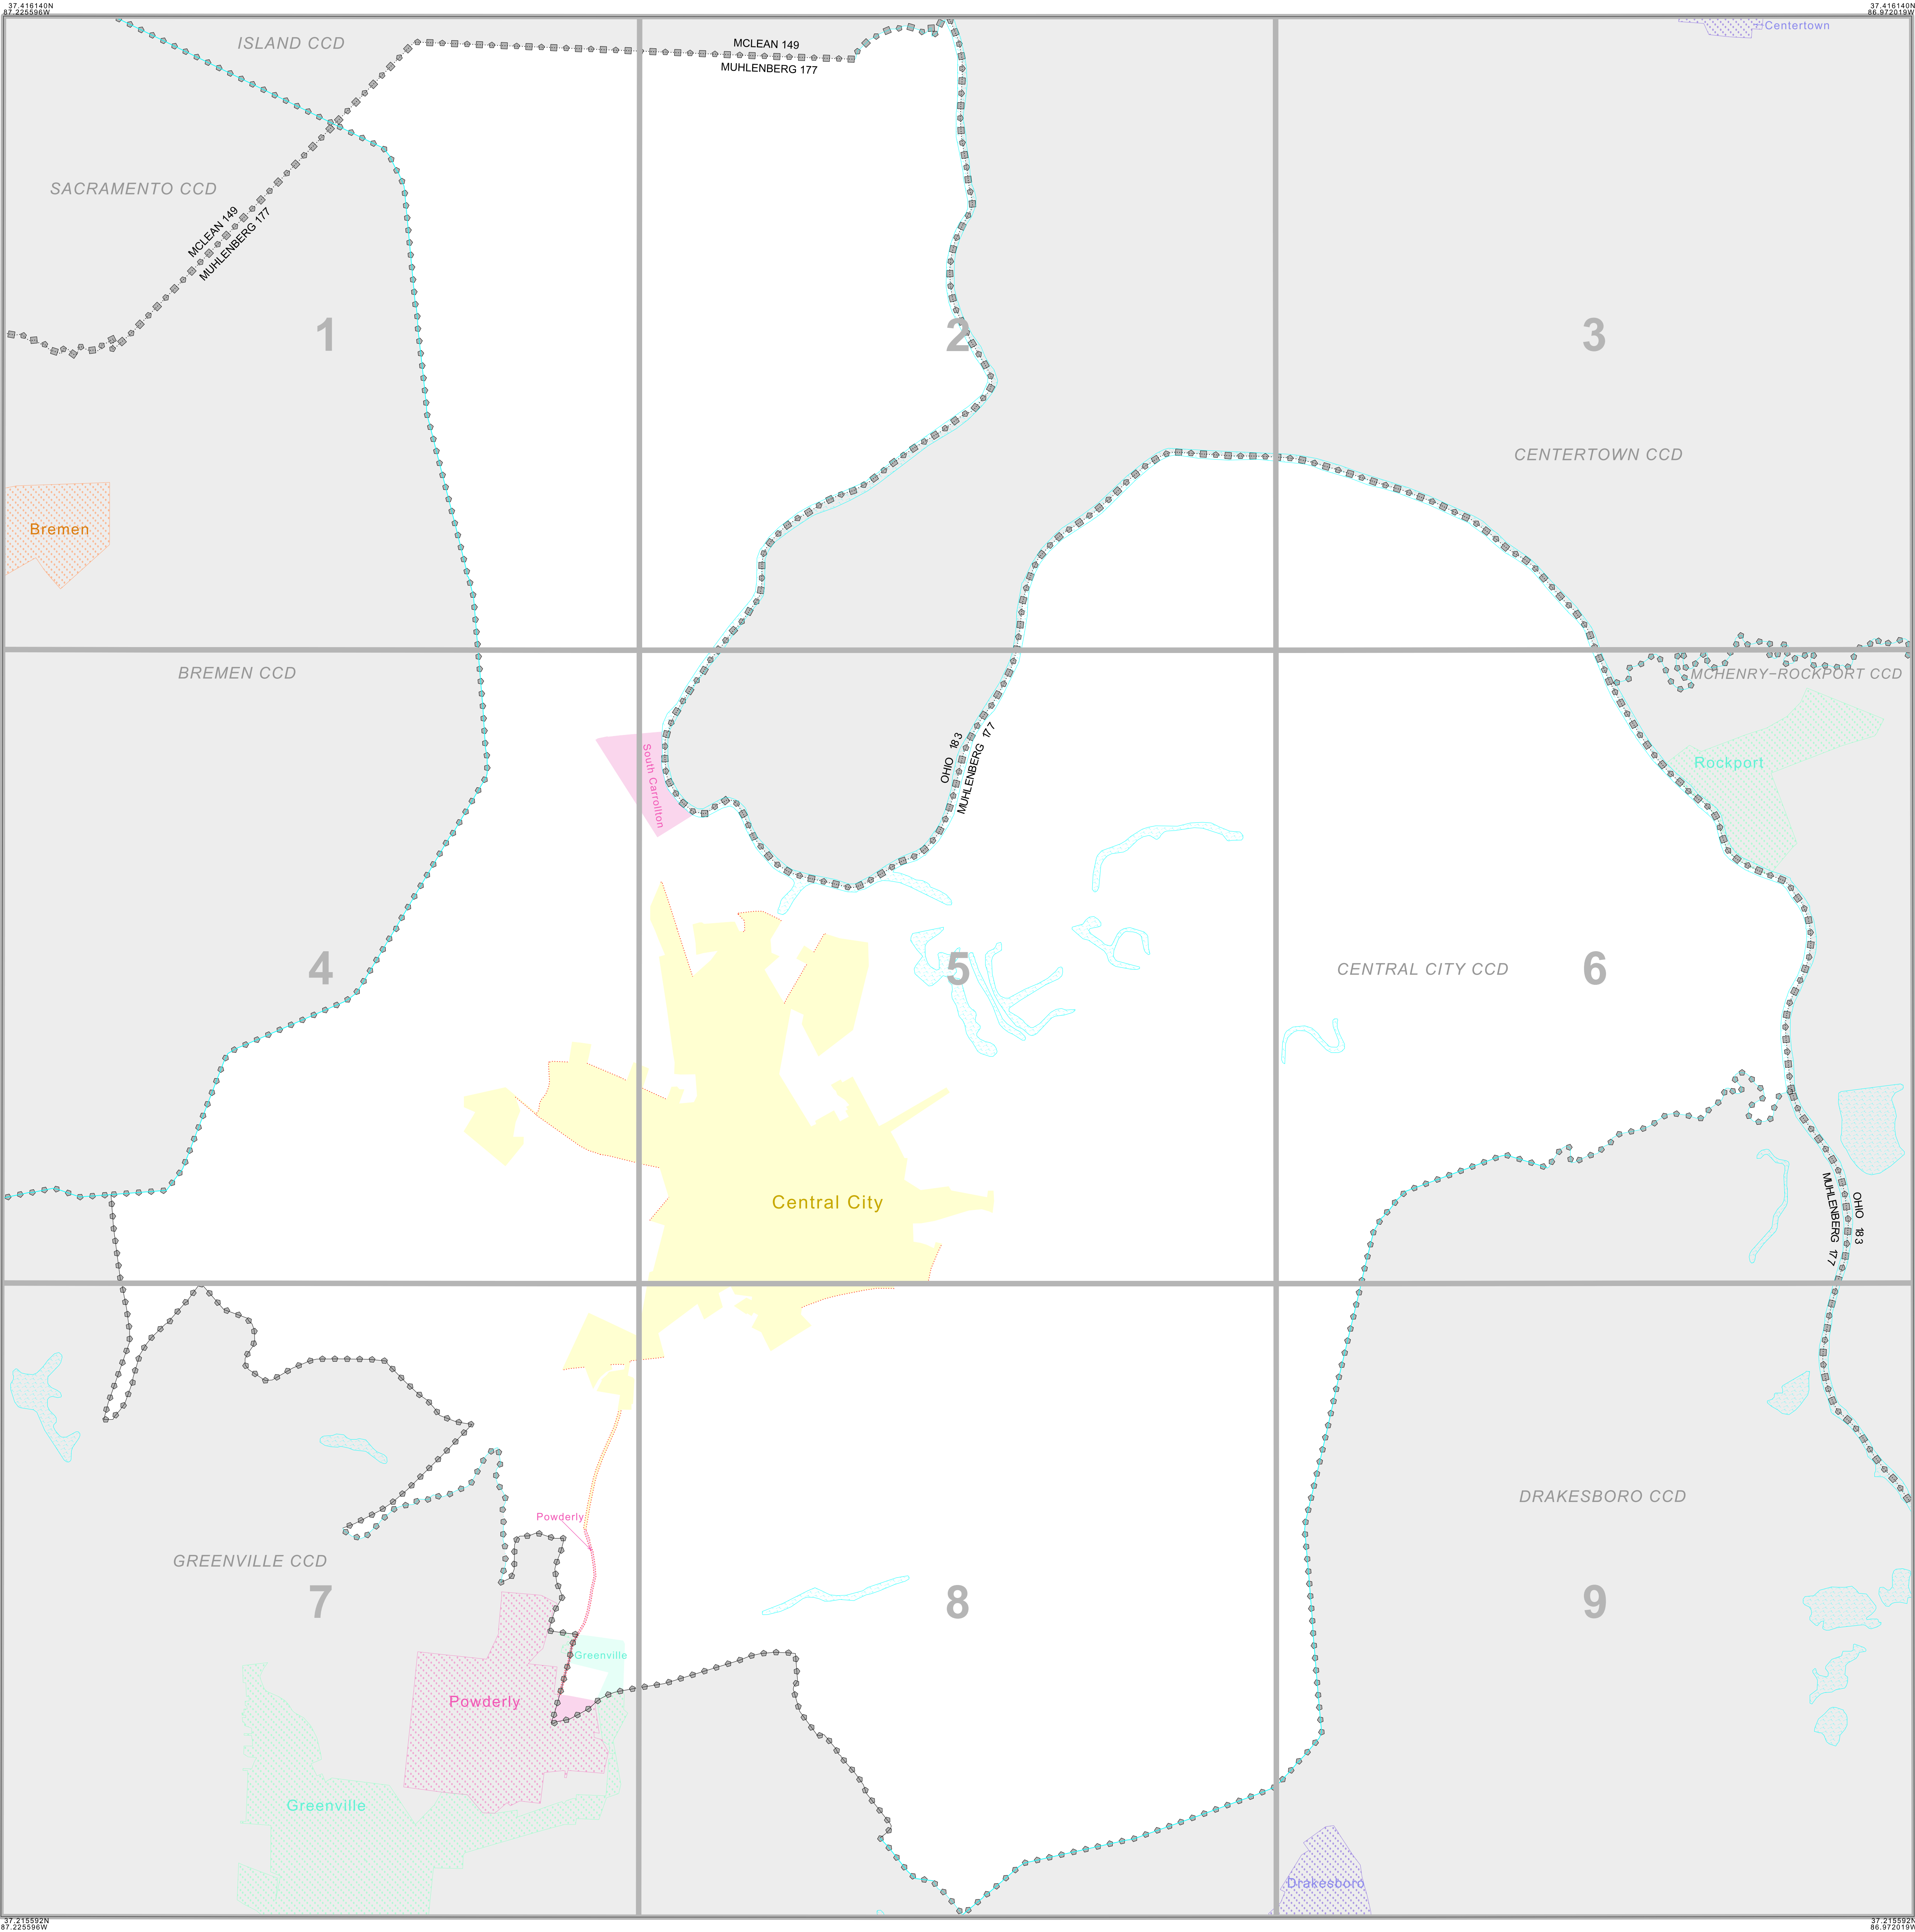 37.416140N
87.225596W
37.416140N
86.972019W
ISLAND CCD
MCLEAN 149
MUHLENBERG 177
Centertown
SACRAMENTO CCD
MCLEAN 149
MUHLENBERG 177
1
2
3
CENTERTOWN CCD
Bremen
BREMEN CCD
MCHENRY-ROCKPORT CCD
South Carrollton
OHIO 183
MUHLENBERG 177
Rockport
4
5
CENTRAL CITY CCD
6
Central City
MUHLENBERG 177
OHIO 183
DRAKESBORO CCD
Powderly
GREENVILLE CCD
7
8
9
Greenville
Powderly
Greenville
Drakesboro
37.215592N
87.225596W
37.215592N
86.972019W